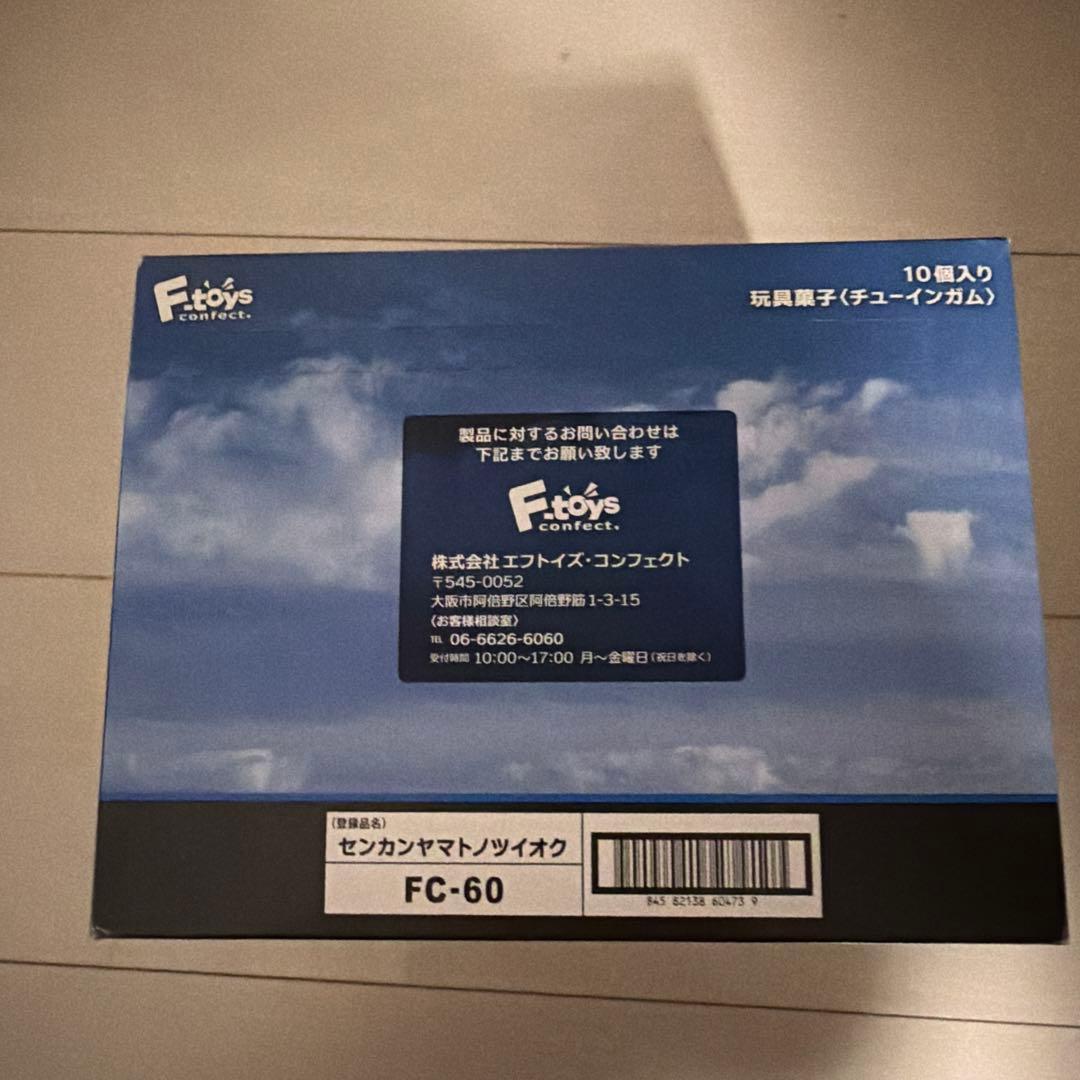 F-toys
confect.
10個入り
玩具菓子〈チューインガム〉
製品に対するお問い合わせは
下記までお願い致します
F-toys
confect.
株式会社エフトイズ・コンフェクト
〒545-0052
大阪市阿倍野区阿倍野筋1-3-15
〈お客様相談室〉
TEL 06-6626-6060
受付時間 10:00〜17:00 月〜金曜日(祝日を除く)
(登録品名)
センカンヤマトノツイオク
FC-60
845 82138 60473 9